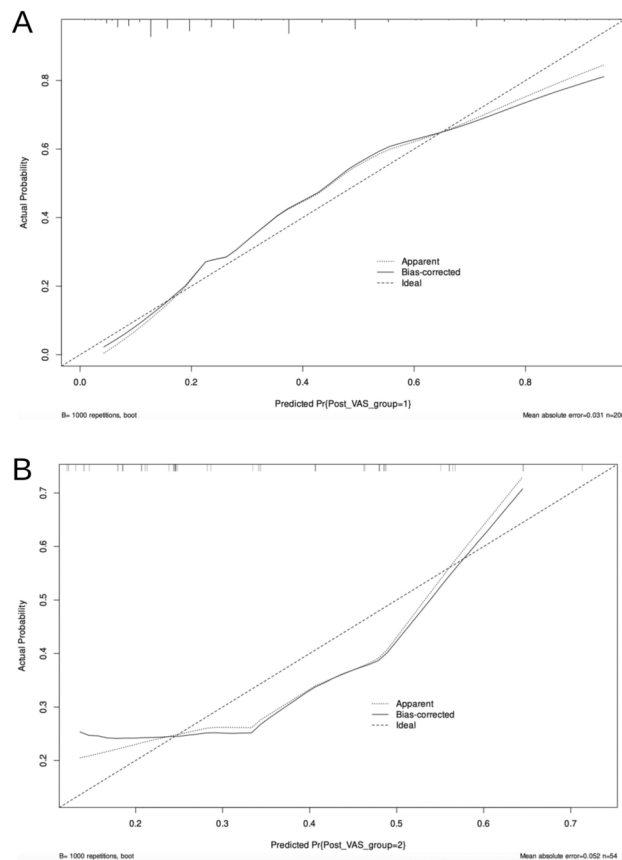 A
Actual Probability
0.8
0.6
0.4
0.2
0.0
Apparent
Bias-corrected
Ideal
0.0 0.2 0.4 0.6 0.8
Predicted Pr{Post_VAS_group=1}
B= 1000 repetitions, boot
Mean absolute error=0.031
B
Actual Probability
0.7
0.6
0.5
0.4
0.3
0.2
Apparent
Bias-corrected
Ideal
0.2 0.3 0.4 0.5 0.6 0.7
Predicted Pr{Post_VAS_group=2}
B= 1000 repetitions, boot
Mean absolute error=0.052 n=54